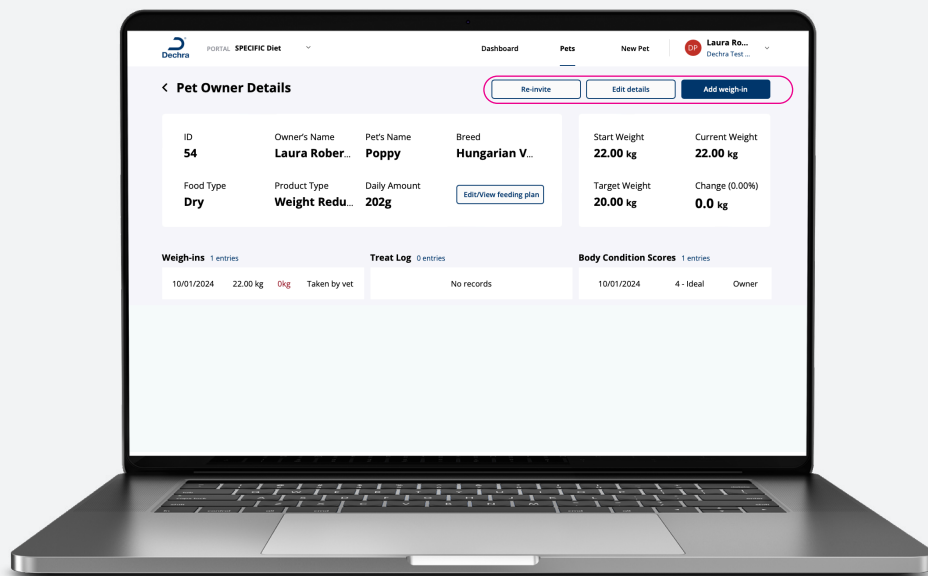 Dechra
PORTAL SPECIFIC Diet
Dashboard
Pets
New Pet
DP
Laura Ro...
Dechra Test ...
Pet Owner Details
Re-invite
Edit details
Add weigh-in
ID
54
Owner's Name
Laura Rober...
Pet's Name
Poppy
Breed
Hungarian V...
Food Type
Dry
Product Type
Weight Redu...
Daily Amount
202g
Edit/View feeding plan
Start Weight
22.00 kg
Current Weight
22.00 kg
Target Weight
20.00 kg
Change (0.00%)
0.0 kg
Weigh-ins 1 entries
10/01/2024 22.00 kg 0kg Taken by vet
Treat Log 0 entries
No records
Body Condition Scores 1 entries
10/01/2024 4 - Ideal Owner